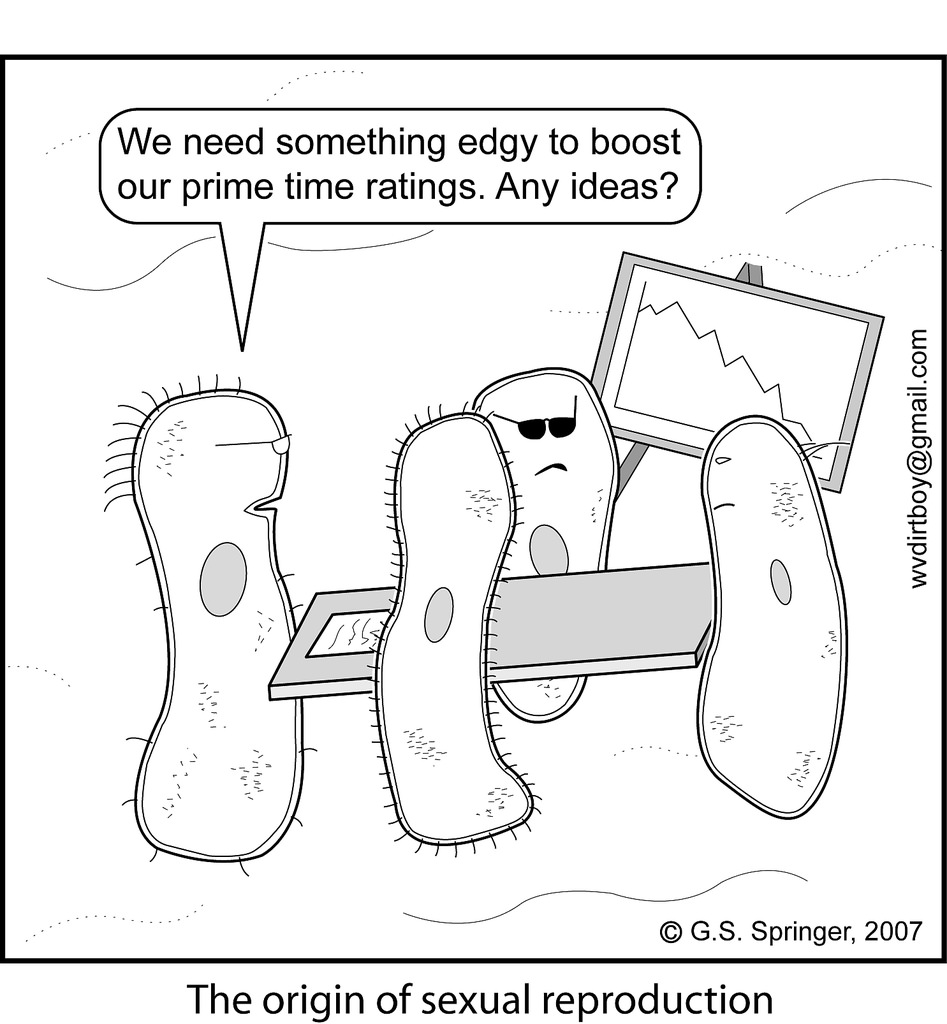 We need something edgy to boost
our prime time ratings. Any ideas?
wvdirtboy@gmail.com
© G.S. Springer, 2007
The origin of sexual reproduction